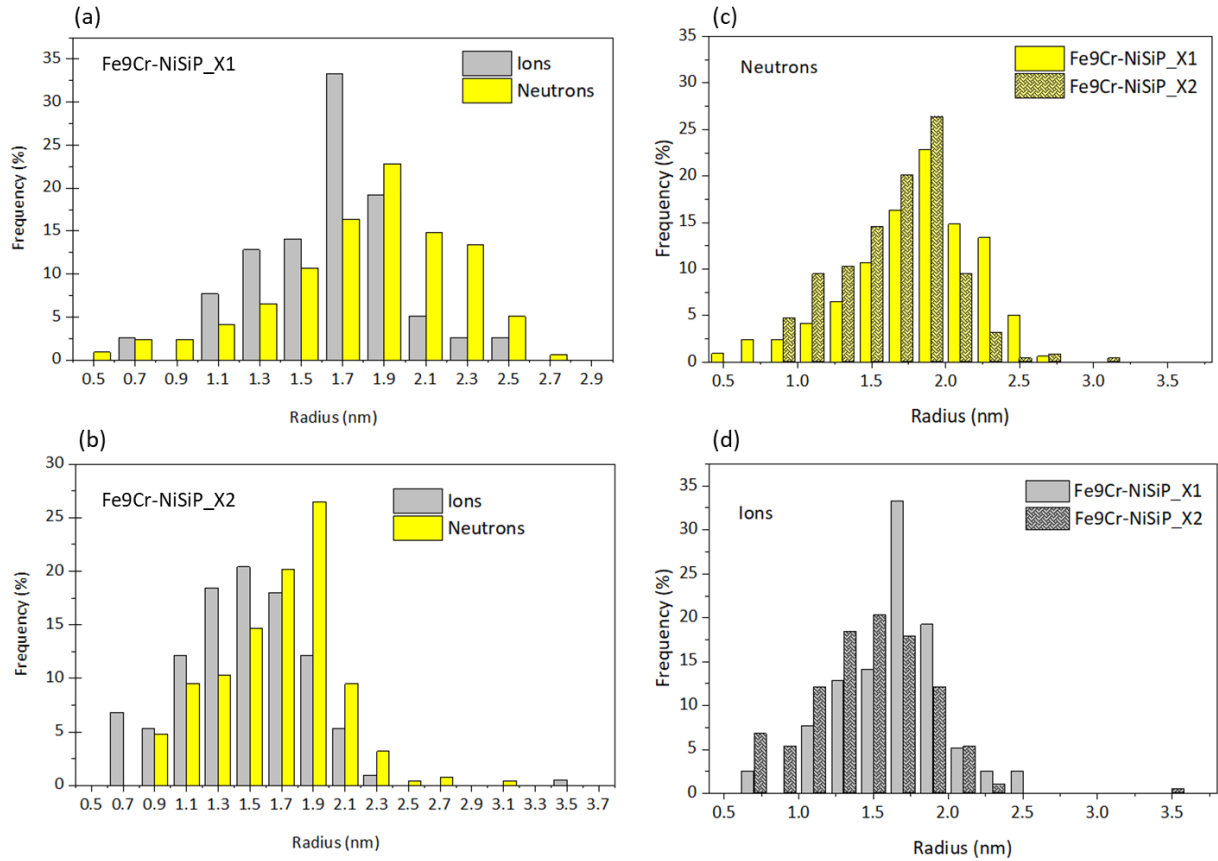 (a)
Fe9Cr-NiSiP_X1
Ions
Neutrons
Frequency (%)
35
30
25
20
15
10
5
0
0.5 0.7 0.9 1.1 1.3 1.5 1.7 1.9 2.1 2.3 2.5 2.7 2.9
Radius (nm)
(b)
Fe9Cr-NiSiP_X2
Ions
Neutrons
Frequency (%)
30
25
20
15
10
5
0
0.5 0.7 0.9 1.1 1.3 1.5 1.7 1.9 2.1 2.3 2.5 2.7 2.9 3.1 3.3 3.5 3.7
Radius (nm)
(c)
Neutrons
Fe9Cr-NiSiP_X1
Fe9Cr-NiSiP_X2
Frequency (%)
35
30
25
20
15
10
5
0
0.5 1.0 1.5 2.0 2.5 3.0 3.5
Radius (nm)
(d)
Ions
Fe9Cr-NiSiP_X1
Fe9Cr-NiSiP_X2
Frequency (%)
35
30
25
20
15
10
5
0
0.5 1.0 1.5 2.0 2.5 3.0 3.5
Radius (nm)